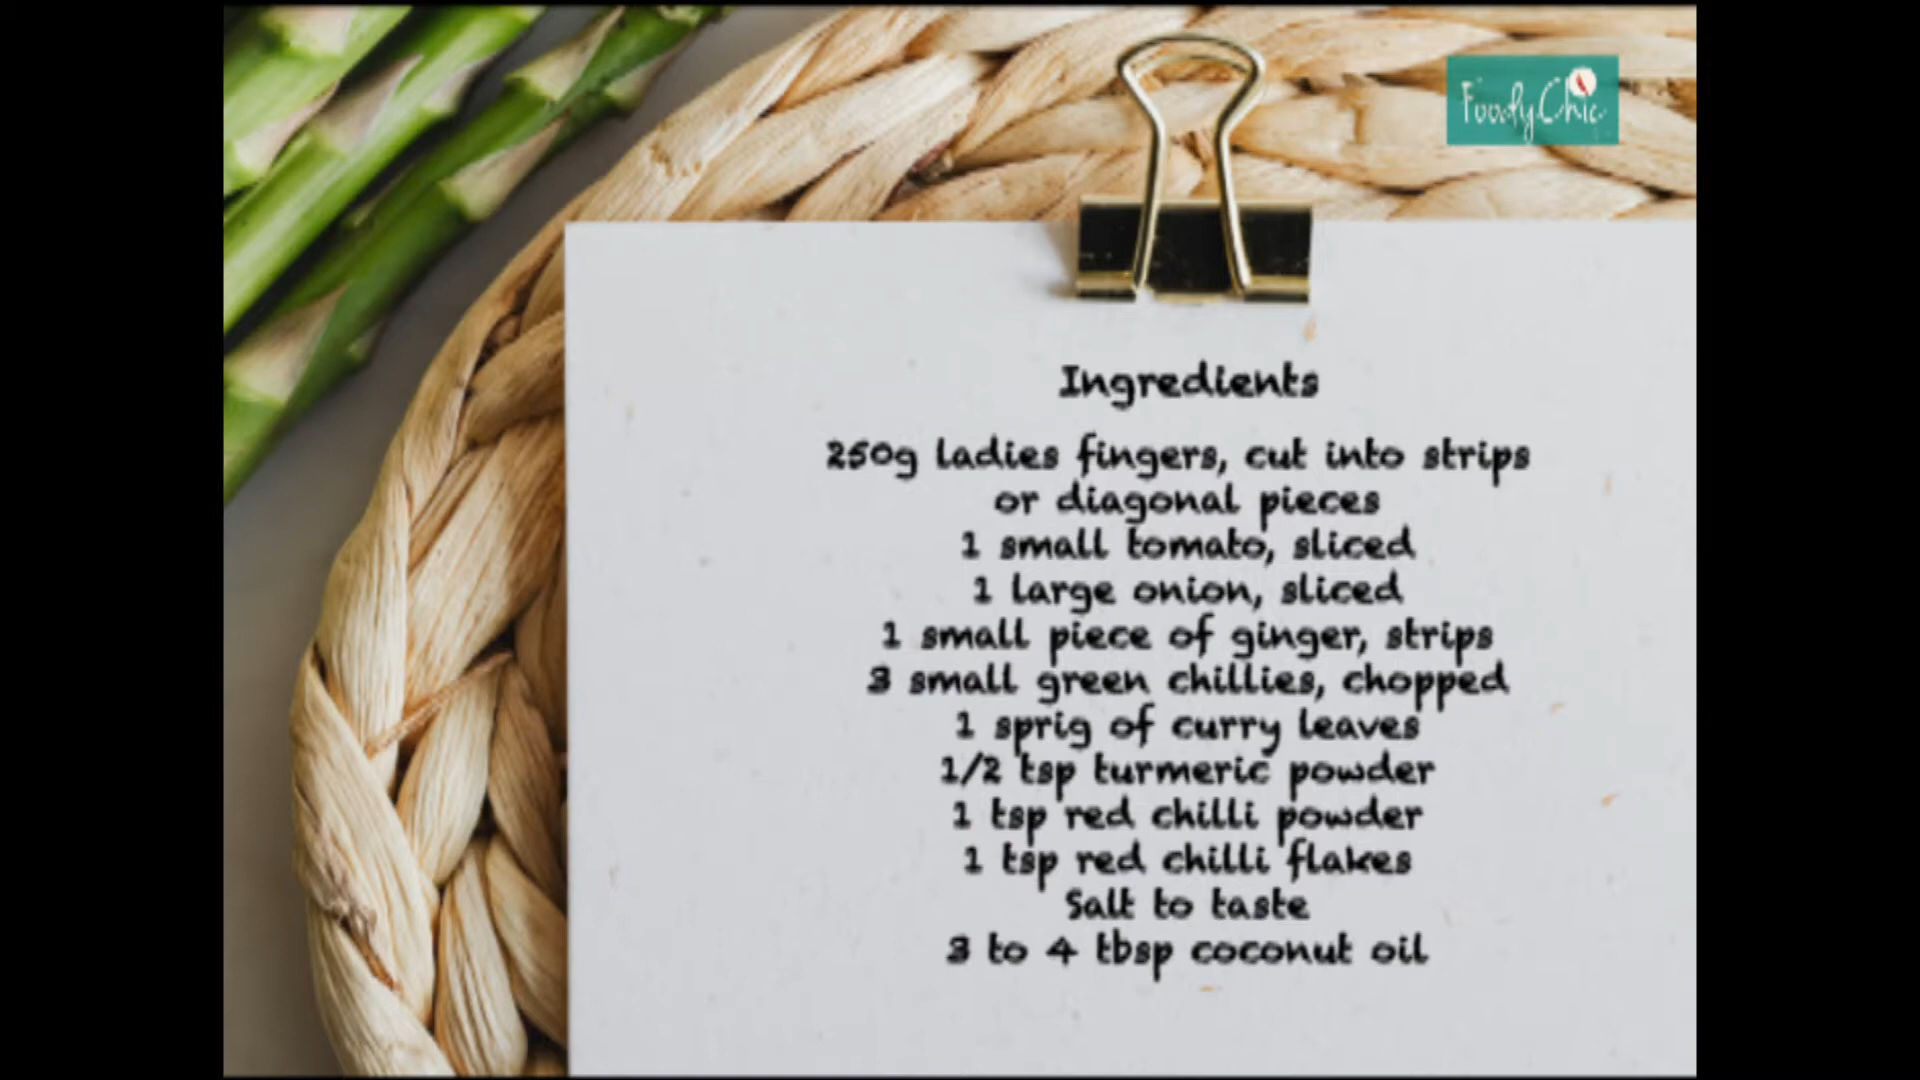 FoodyChic
Ingredients
250g ladies fingers, cut into strips
or diagonal pieces
1 small tomato, sliced
1 large onion, sliced
1 small piece of ginger, strips
3 small green chillies, chopped
1 sprig of curry leaves
1/2 tsp turmeric powder
1 tsp red chilli powder
1 tsp red chilli flakes
Salt to taste
3 to 4 tbsp coconut oil